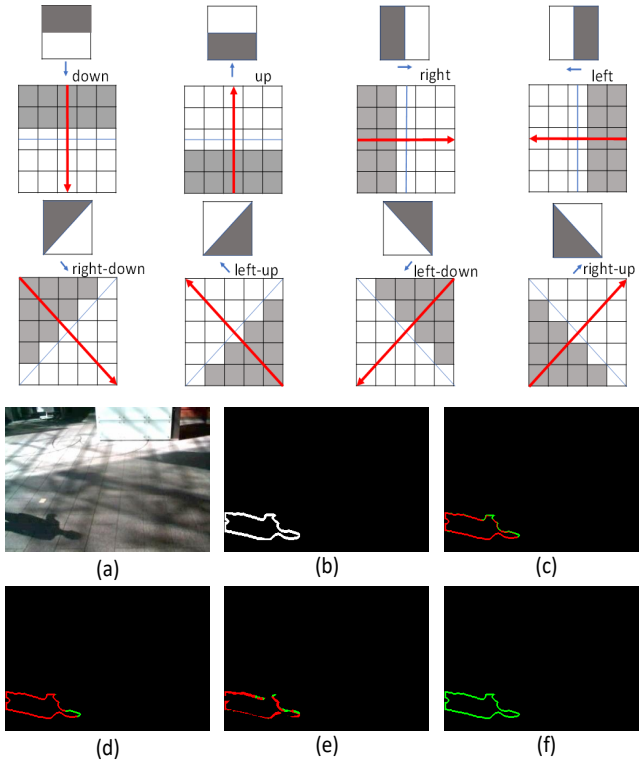 down
up
right
left
right-down
left-up
left-down
right-up
(a)
(b)
(c)
(d)
(e)
(f)